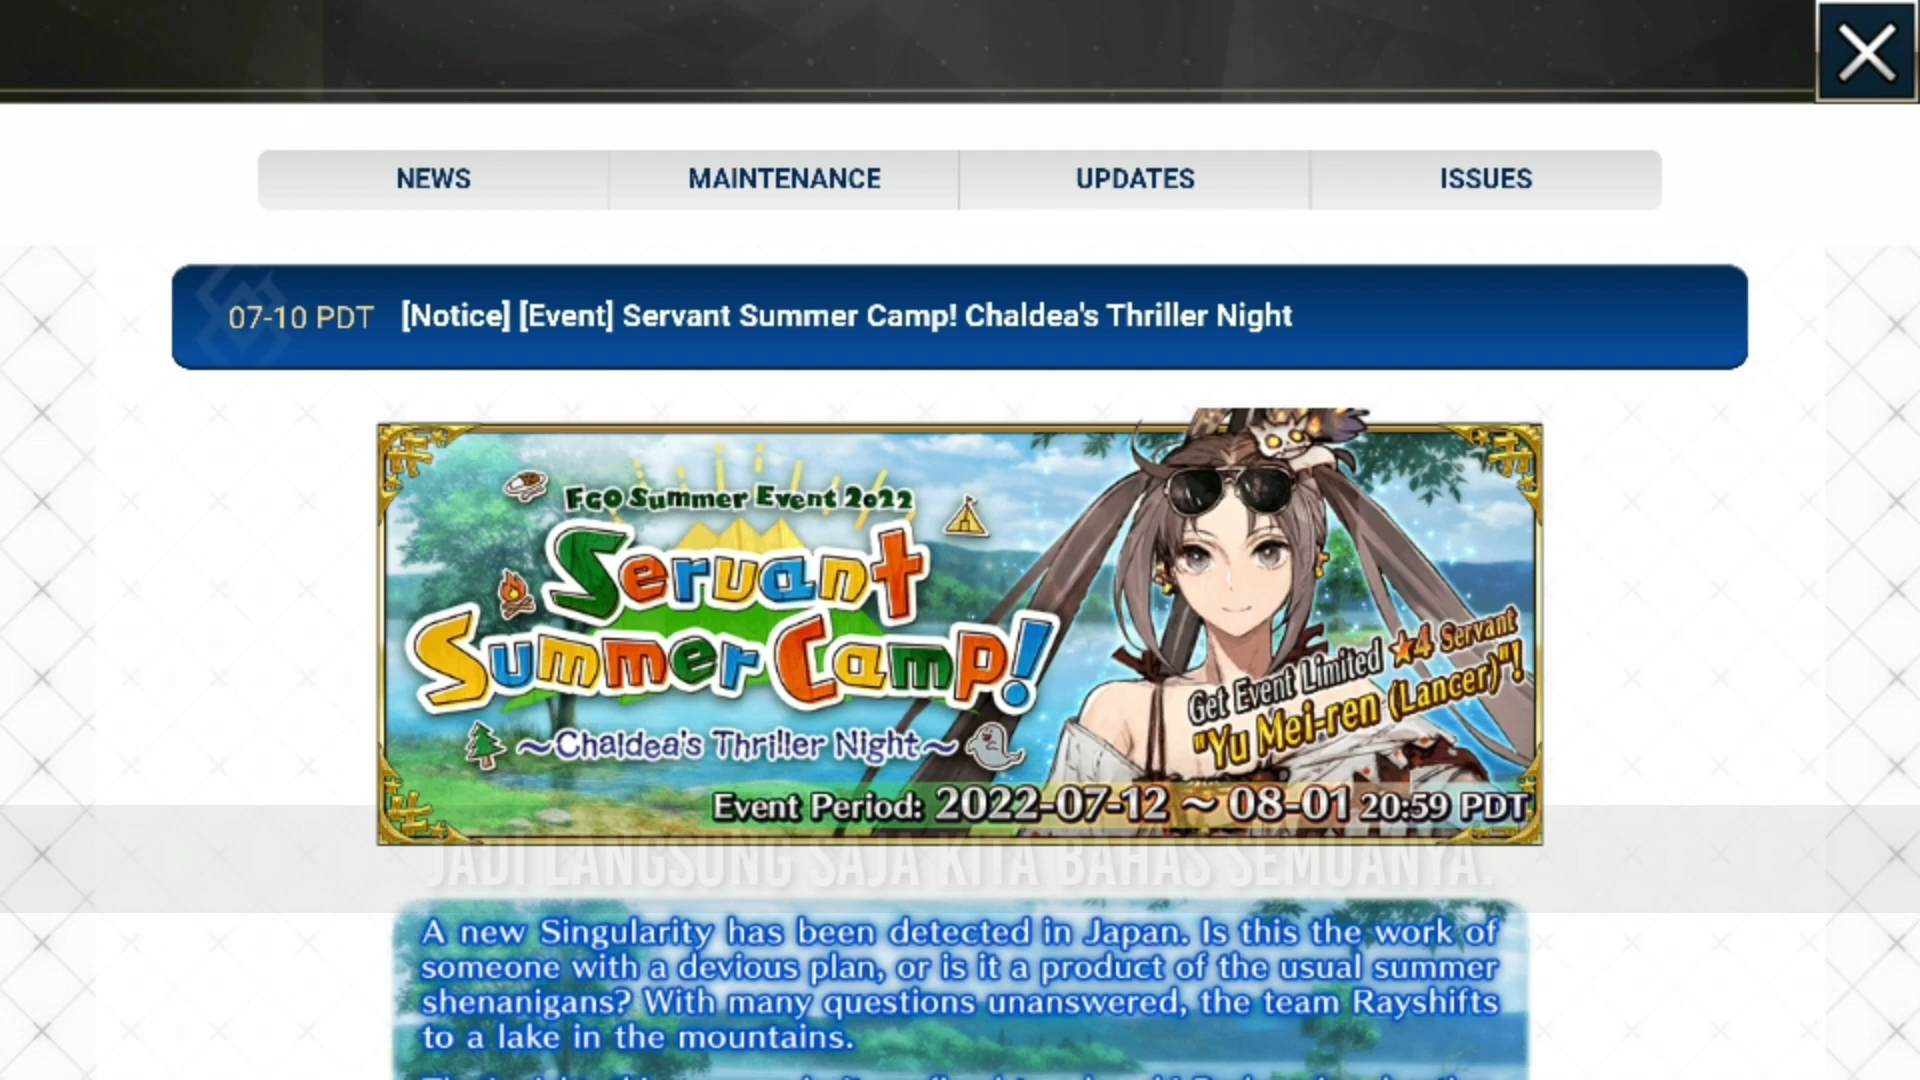 NEWS
MAINTENANCE
UPDATES
ISSUES
07-10 PDT [Notice] [Event] Servant Summer Camp! Chaldea's Thriller Night
FGO Summer Event 2022
Servant
Summer Camp!
~Chaldea's Thriller Night~
Get Event Limited ★4 Servant
"Yu Mei-ren (Lancer)"!
Event Period: 2022-07-12 ~ 08-01 20:59 PDT
JADI LANGSUNG SAJA KITA BAHAS SEMUANYA.
A new Singularity has been detected in Japan. Is this the work of
someone with a devious plan, or is it a product of the usual summer
shenanigans? With many questions unanswered, the team Rayshifts
to a lake in the mountains.